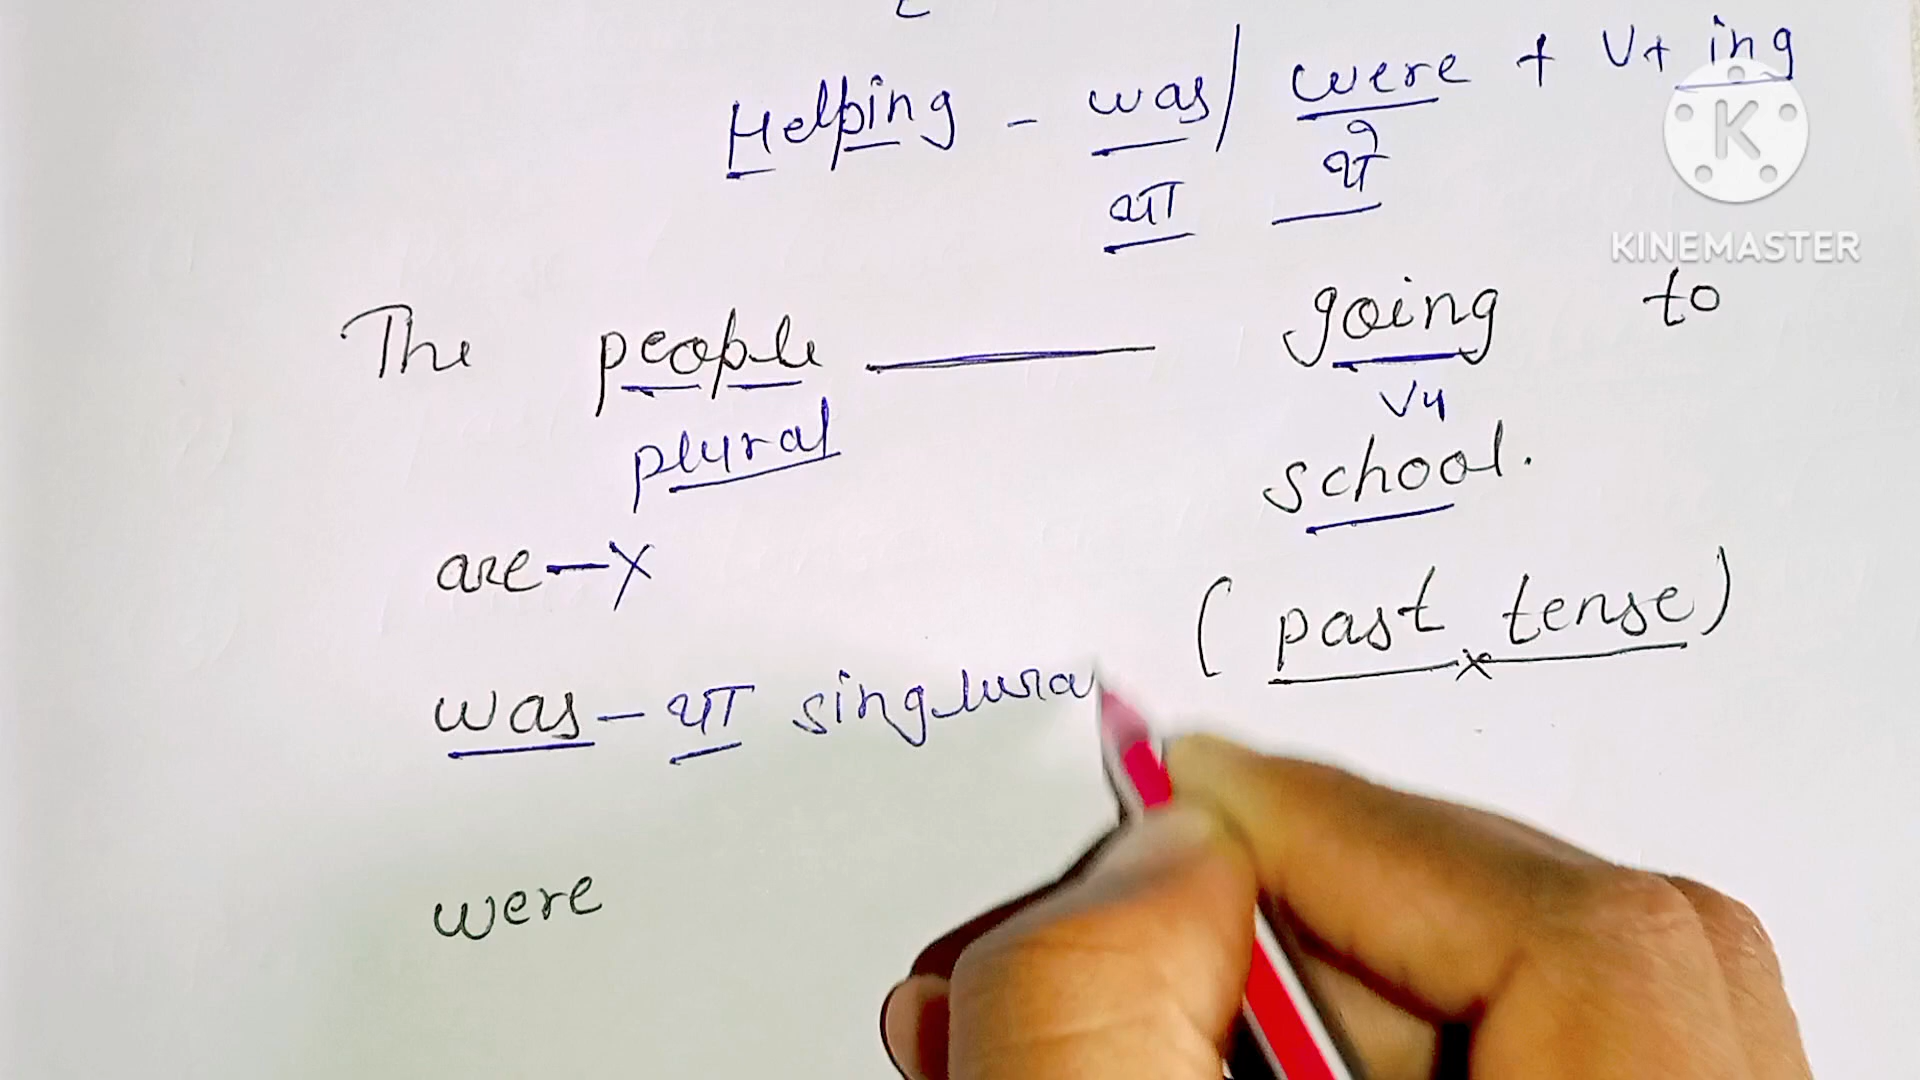 Helping - was / were + V+ ing
था थे
KINEMASTER
The people ______ going to
plural V4
school.
are - X
(past tense)
x
was - था singlura
were